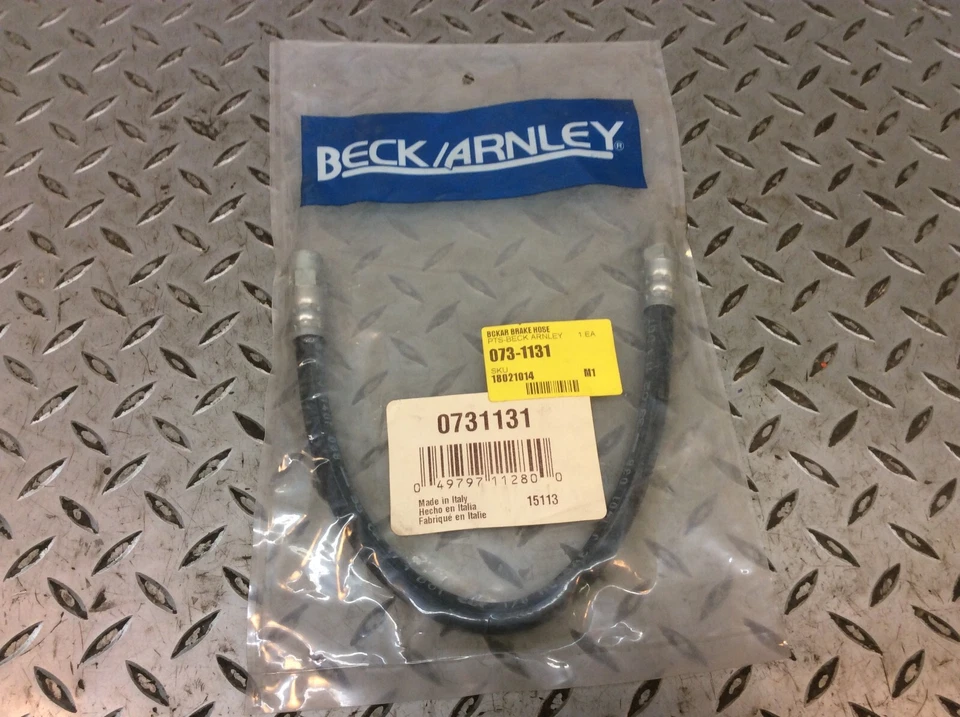 BECK/ARNLEY®
BCKAR BRAKE HOSE
PTS-BECK ARNLEY 1 EA
073-1131
SKU
18021014 M1
0731131
0 49797 11280 0
Made in Italy 15113
Hecho en Itália
Fabriqué en Italie